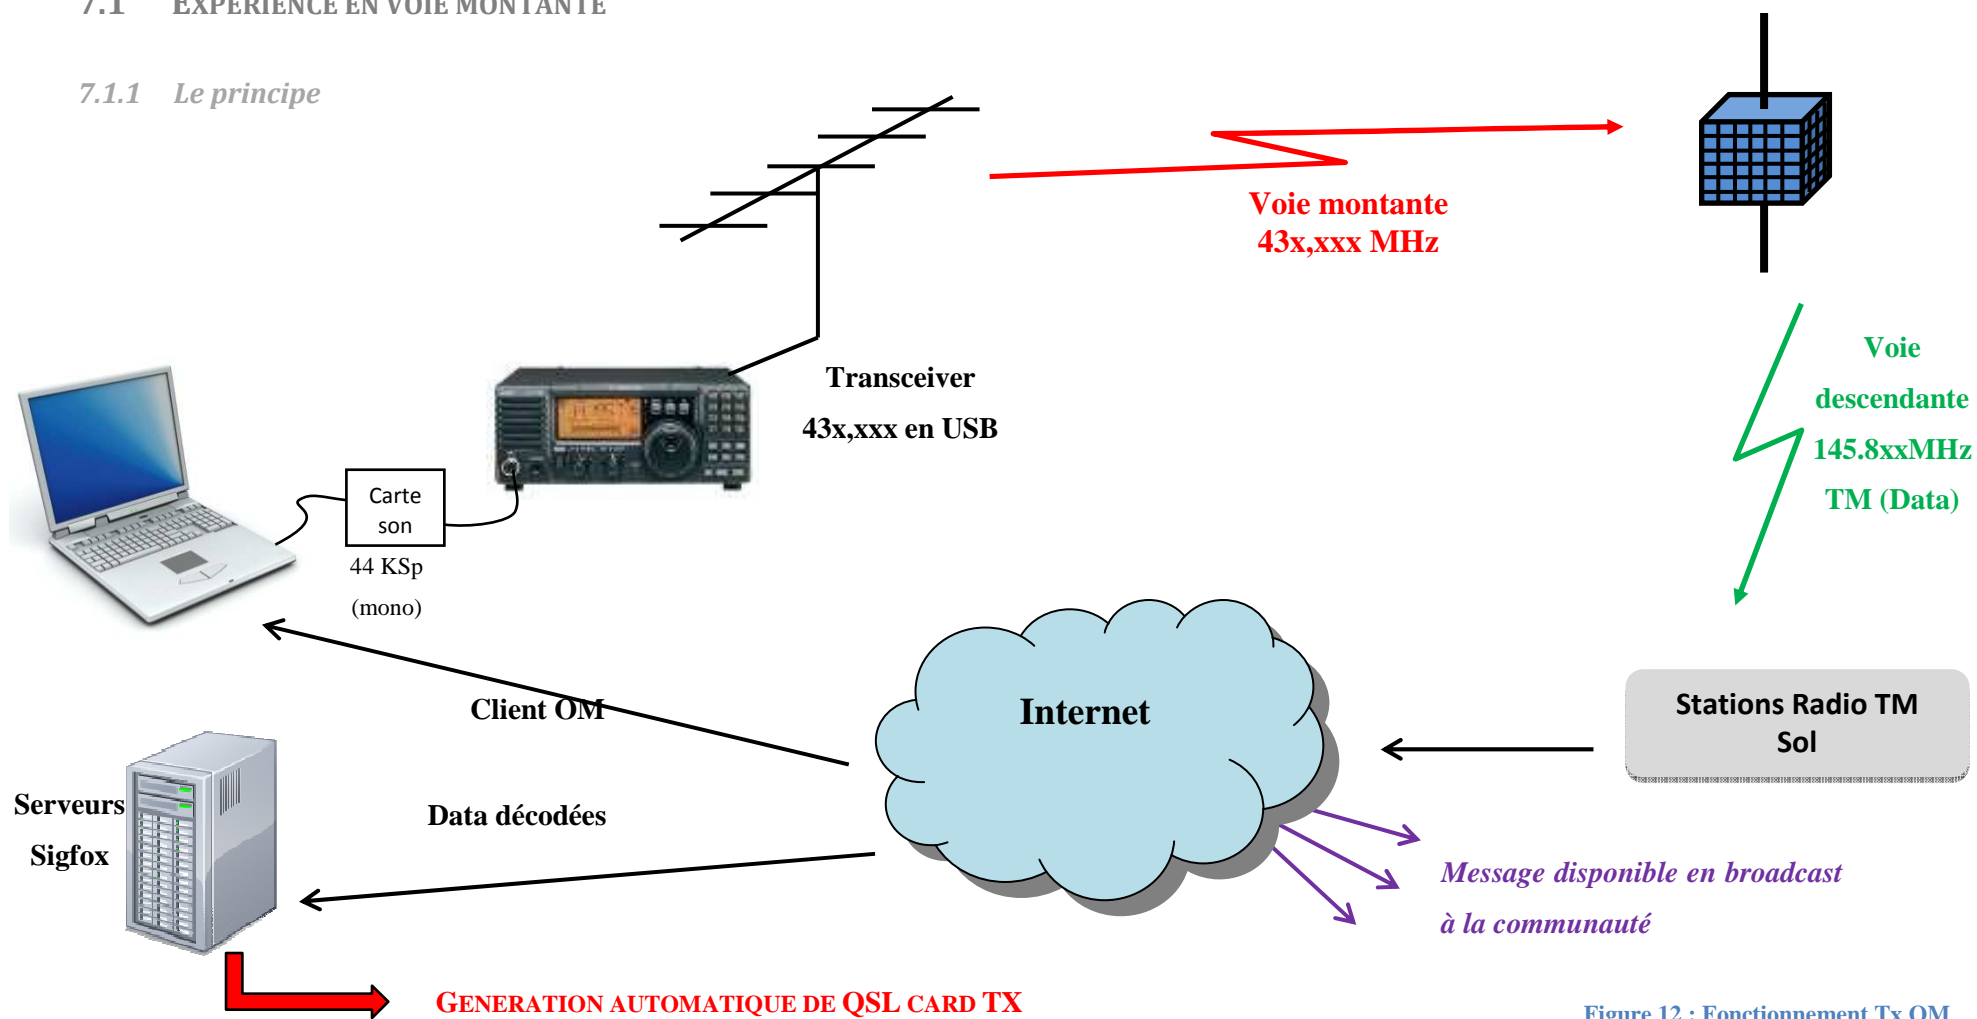 7.1 EXPERIENCE EN VOIE MONTANTE
7.1.1 Le principe
Voie montante
43x,xxx MHz
Voie
descendante
145.8xxMHz
TM (Data)
Transceiver
43x,xxx en USB
Carte
son
44 KSp
(mono)
Client OM
Internet
Stations Radio TM
Sol
Serveurs
Sigfox
Data décodées
Message disponible en broadcast
à la communauté
GENERATION AUTOMATIQUE DE QSL CARD TX
Figure 12 : Fonctionnement Tx OM